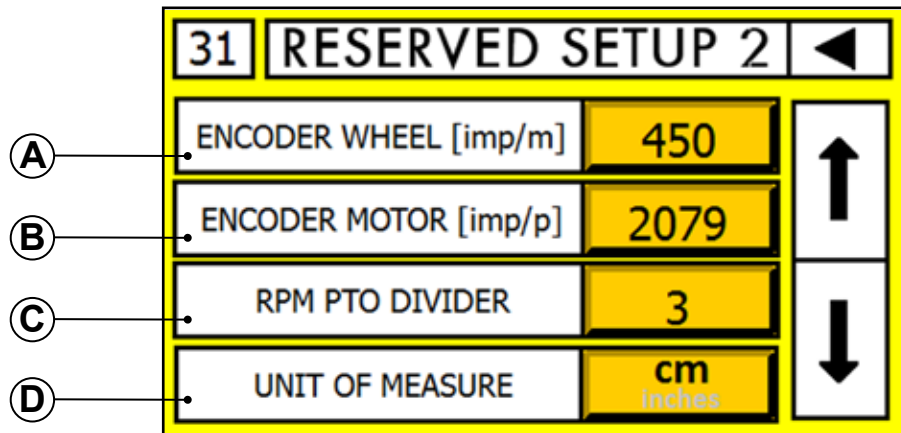 31 RESERVED SETUP 2
A ENCODER WHEEL [imp/m] 450
B ENCODER MOTOR [imp/p] 2079
C RPM PTO DIVIDER 3
D UNIT OF MEASURE cm
inches